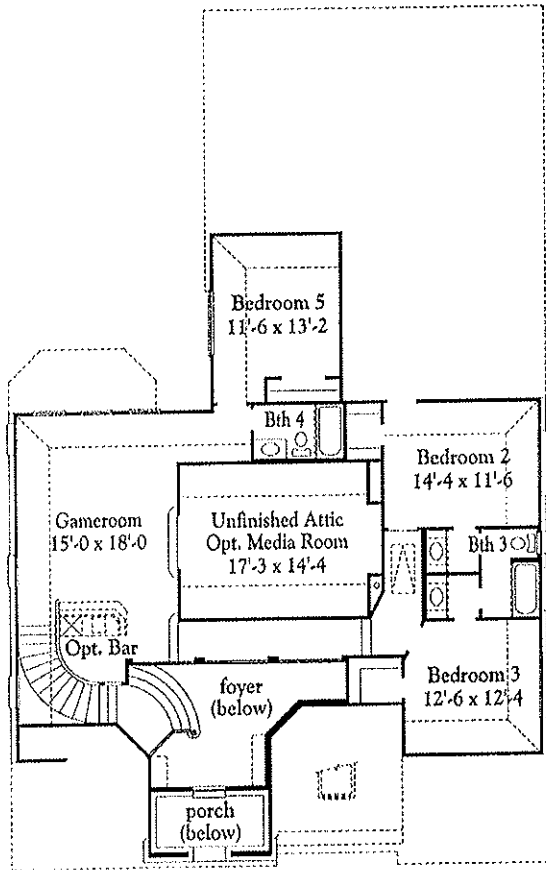 Bedroom 5
11'-6 x 13'-2
Bth 4
Bedroom 2
14'-4 x 11'-6
Gameroom
15'-0 x 18'-0
Unfinished Attic
Opt. Media Room
17'-3 x 14'-4
Bth 3
Opt. Bar
foyer
(below)
Bedroom 3
12'-6 x 12'-4
porch
(below)